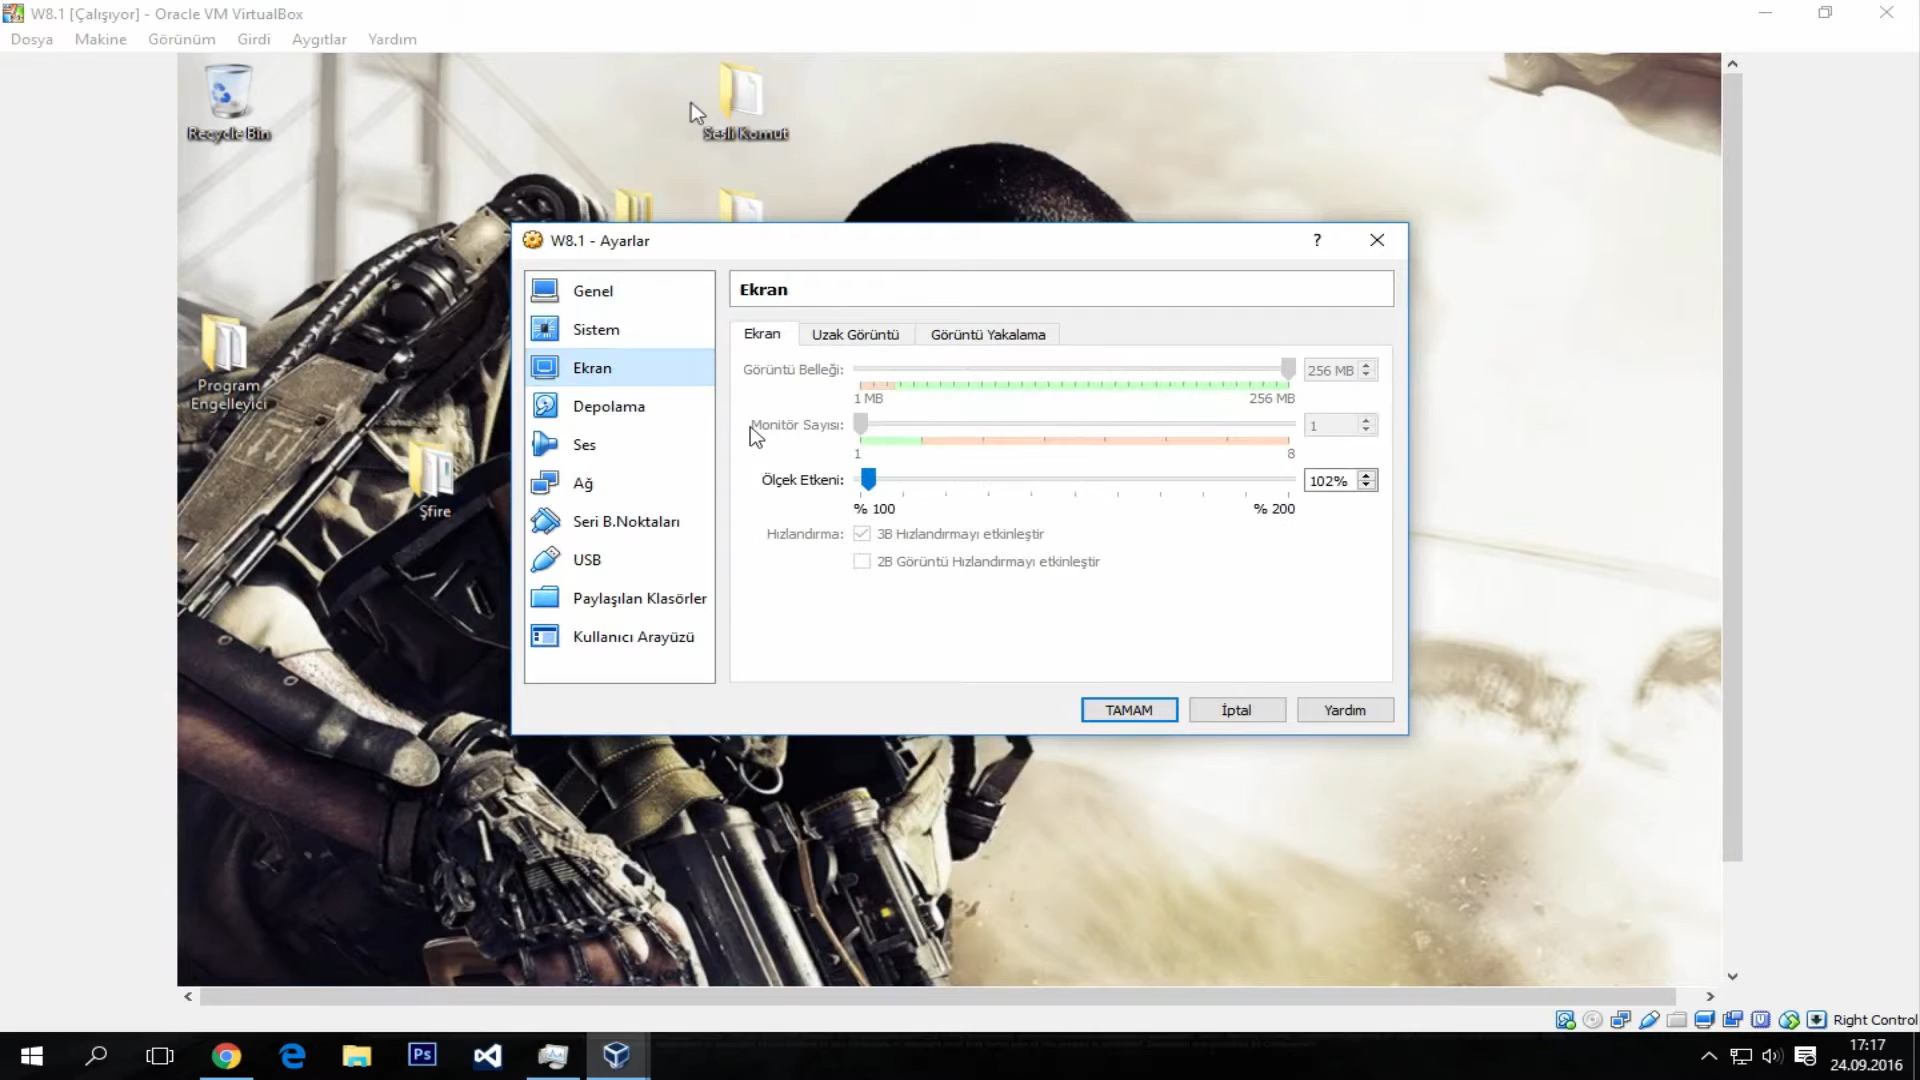 W8.1 [Çalışıyor] - Oracle VM VirtualBox
Dosya Makine Görünüm Girdi Aygıtlar Yardım
Recycle Bin
Sesli Komut
Program
Engelleyici
Şfire
W8.1 - Ayarlar
?
Genel
Sistem
Ekran
Depolama
Ses
Ağ
Seri B.Noktaları
USB
Paylaşılan Klasörler
Kullanıcı Arayüzü
Ekran
Ekran Uzak Görüntü Görüntü Yakalama
Görüntü Belleği: 256 MB
1 MB 256 MB
Monitör Sayısı: 1
1 8
Ölçek Etkeni: 102%
% 100 % 200
Hızlandırma: 3B Hızlandırmayı etkinleştir
2B Görüntü Hızlandırmayı etkinleştir
TAMAM İptal Yardım
Right Control
Ps
17:17
24.09.2016